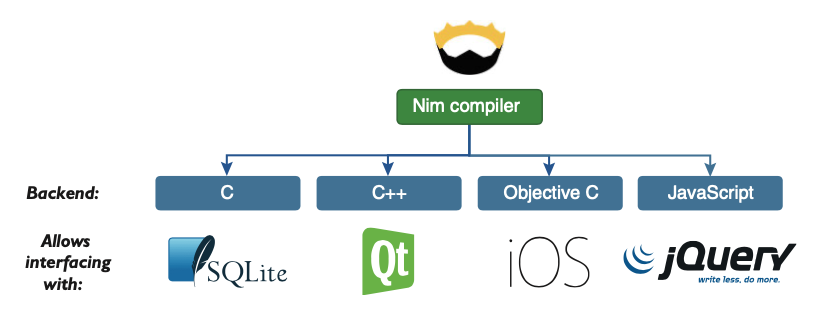 Nim compiler
Backend:
C
C++
Objective C
JavaScript
Allows
interfacing
with:
SQLite
Qt
iOS
jQuery
write less, do more.